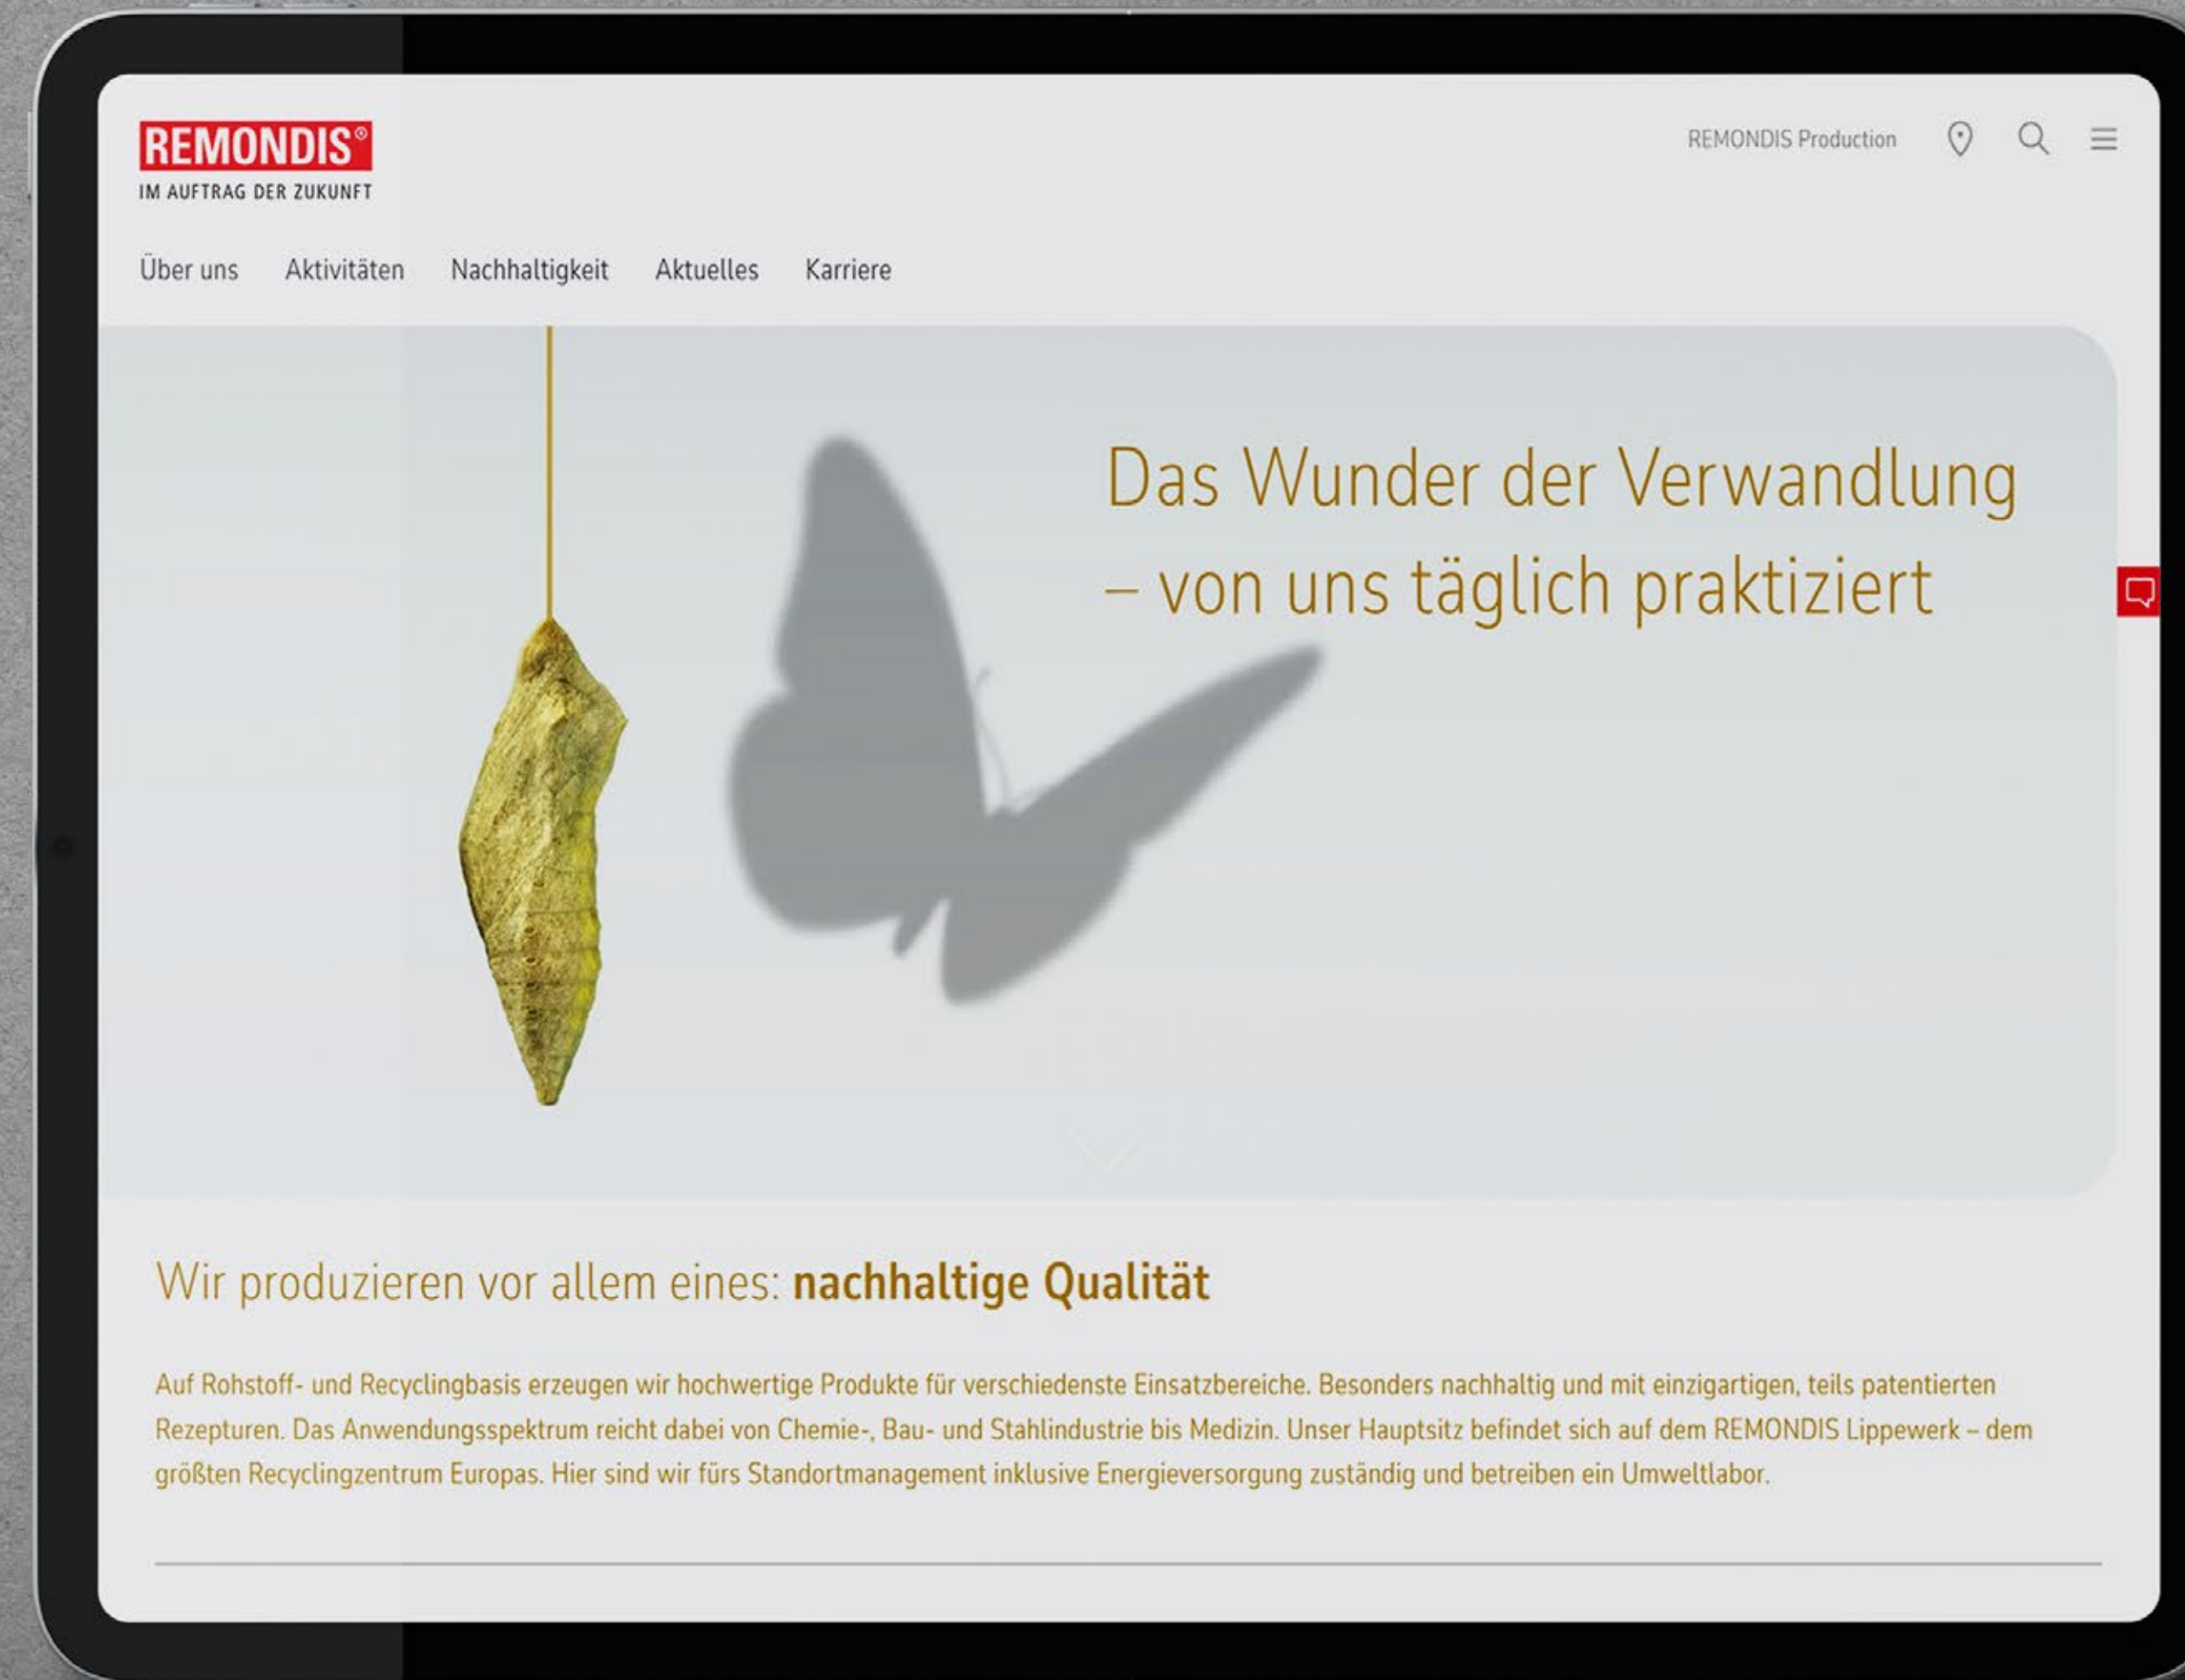 REMONDIS®
IM AUFTRAG DER ZUKUNFT
REMONDIS Production
Über uns Aktivitäten Nachhaltigkeit Aktuelles Karriere
Das Wunder der Verwandlung
– von uns täglich praktiziert
Wir produzieren vor allem eines: nachhaltige Qualität
Auf Rohstoff- und Recyclingbasis erzeugen wir hochwertige Produkte für verschiedenste Einsatzbereiche. Besonders nachhaltig und mit einzigartigen, teils patentierten
Rezepturen. Das Anwendungsspektrum reicht dabei von Chemie-, Bau- und Stahlindustrie bis Medizin. Unser Hauptsitz befindet sich auf dem REMONDIS Lippewerk – dem
größten Recyclingzentrum Europas. Hier sind wir fürs Standortmanagement inklusive Energieversorgung zuständig und betreiben ein Umweltlabor.